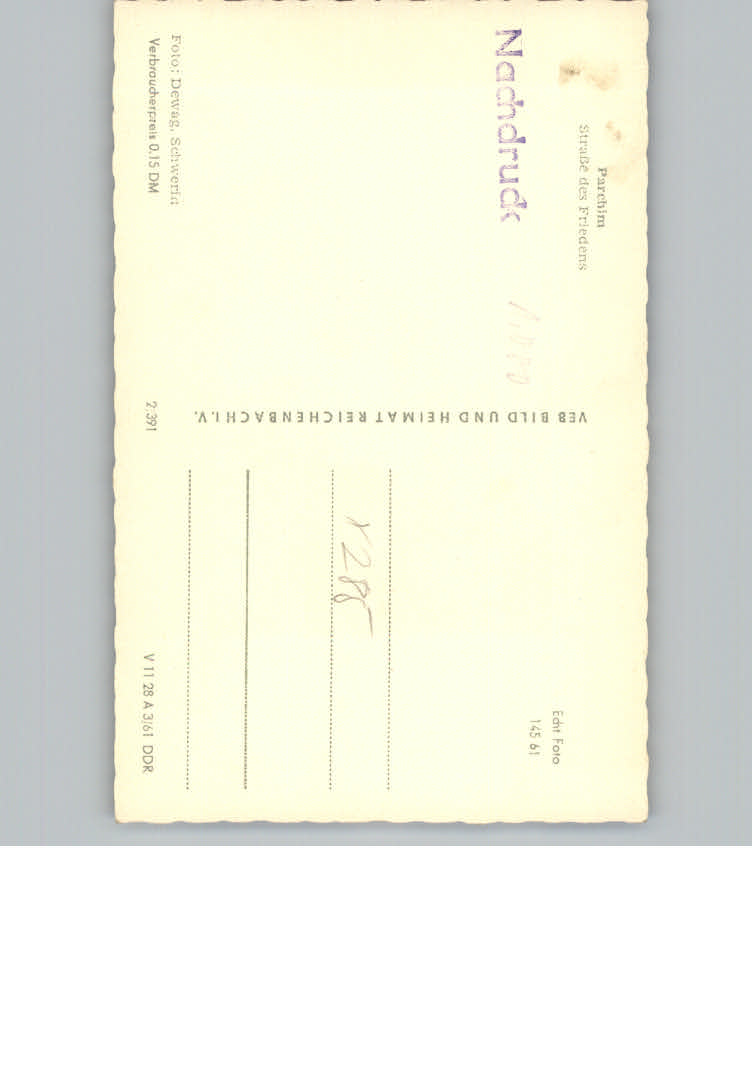 Parchim
Straße des Friedens
Nachdruck
Foto: Dewag, Schwerin
Verbraucherpreis 0.15 DM
VEB BILD UND HEIMAT REICHENBACH I.V.
2.391
Echt Foto
145 61
V 11 28 A 3/61 DDR